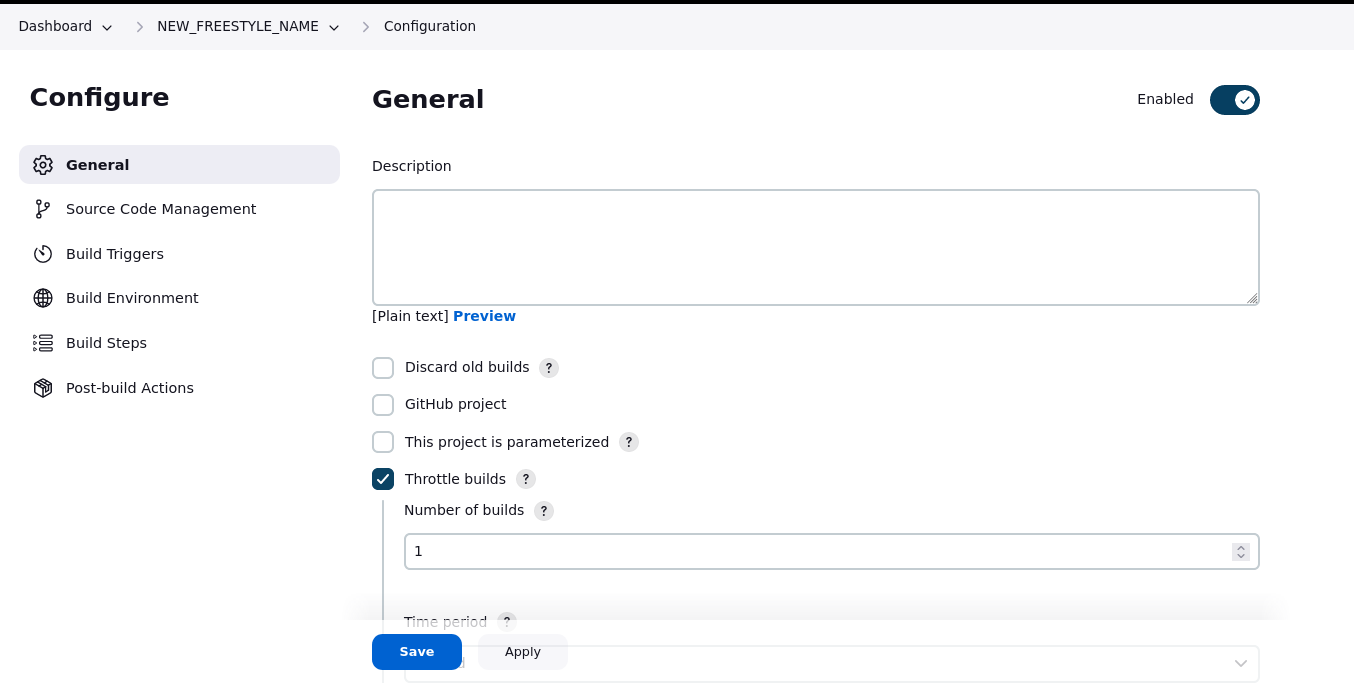 Dashboard
NEW_FREESTYLE_NAME
Configuration
Configure
General
Source Code Management
Build Triggers
Build Environment
Build Steps
Post-build Actions
General
Enabled
Description
[Plain text] Preview
Discard old builds ?
GitHub project
This project is parameterized ?
Throttle builds ?
Number of builds ?
1
Time period ?
Save
Apply